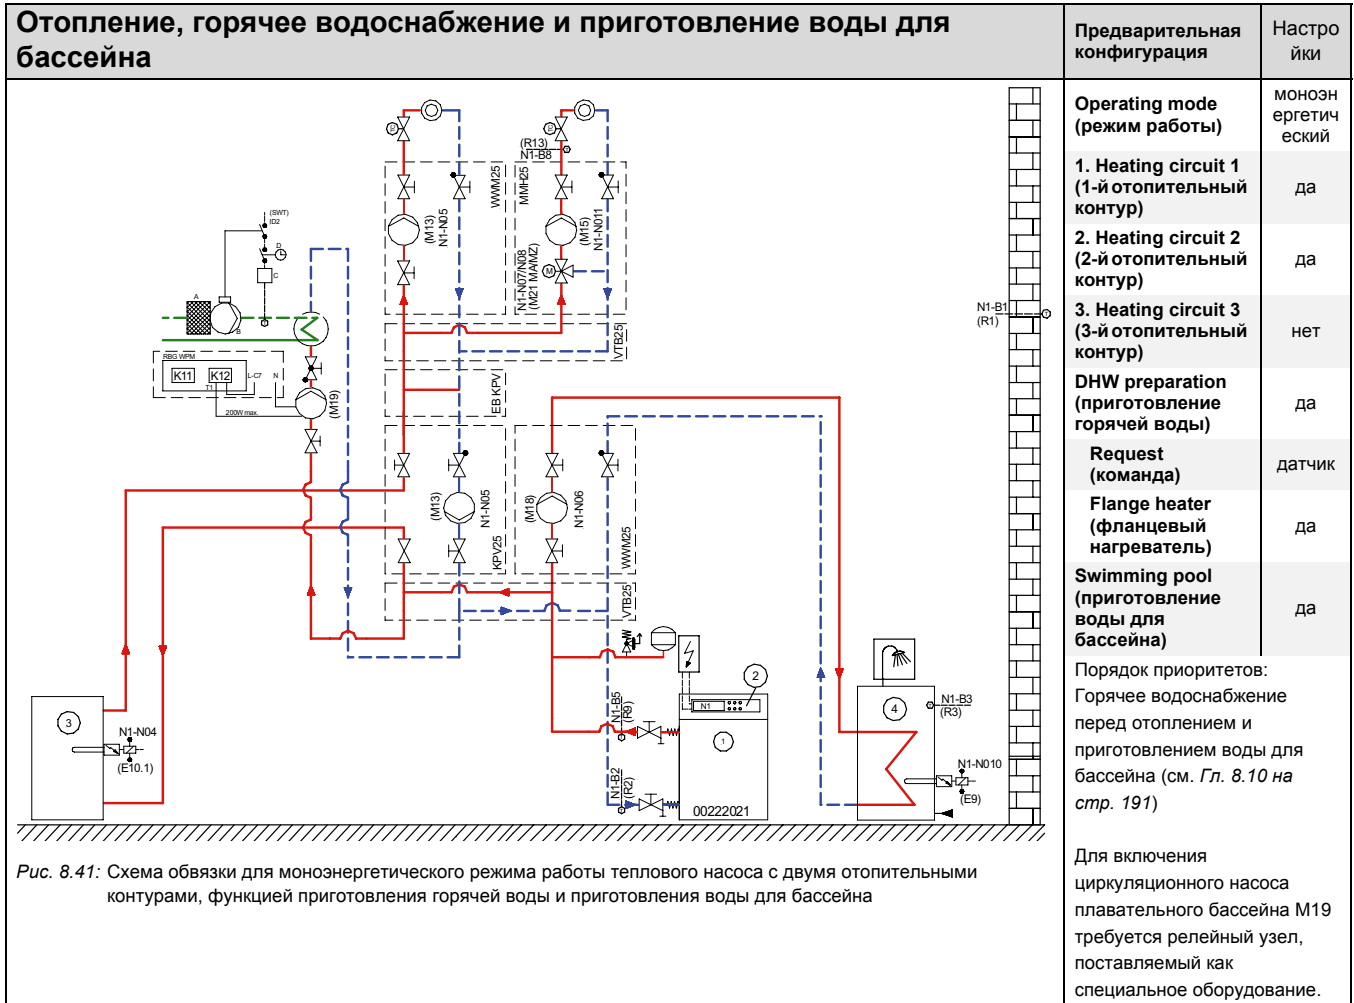 Отопление, горячее водоснабжение и приготовление воды для
бассейна
Предварительная
конфигурация
Настро
йки
Operating mode
(режим работы)
моноэн
ергетич
еский
1. Heating circuit 1
(1-й отопительный
контур)
да
2. Heating circuit 2
(2-й отопительный
контур)
да
3. Heating circuit 3
(3-й отопительный
контур)
нет
DHW preparation
(приготовление
горячей воды)
да
Request
(команда)
датчик
Flange heater
(фланцевый
нагреватель)
да
Swimming pool
(приготовление
воды для
бассейна)
да
Порядок приоритетов:
Горячее водоснабжение
перед отоплением и
приготовлением воды для
бассейна (см. Гл. 8.10 на
стр. 191)
Для включения
циркуляционного насоса
плавательного бассейна M19
требуется релейный узел,
поставляемый как
специальное оборудование.
(R13)
N1-B8
WWM25
MMH25
(M13)
N1-N05
(M15)
N1-N011
N1-N07/N08
(M21 MA/MZ)
M
VTB25
(SWT)
ID2
D
C
A
B
RBG WPM
K11
K12
L-C7
N
T1
200W max.
(M19)
EB KPV
(M13)
N1-N05
KPV25
(M18)
N1-N06
WWM25
VTB25
N1-B1
(R1)
T
3
N1-N04
(E10.1)
N1-B5
(R9)
N1-B2
(R2)
N1
2
1
00222021
4
N1-B3
(R3)
N1-N010
(E9)
Рис. 8.41: Схема обвязки для моноэнергетического режима работы теплового насоса с двумя отопительными
контурами, функцией приготовления горячей воды и приготовления воды для бассейна